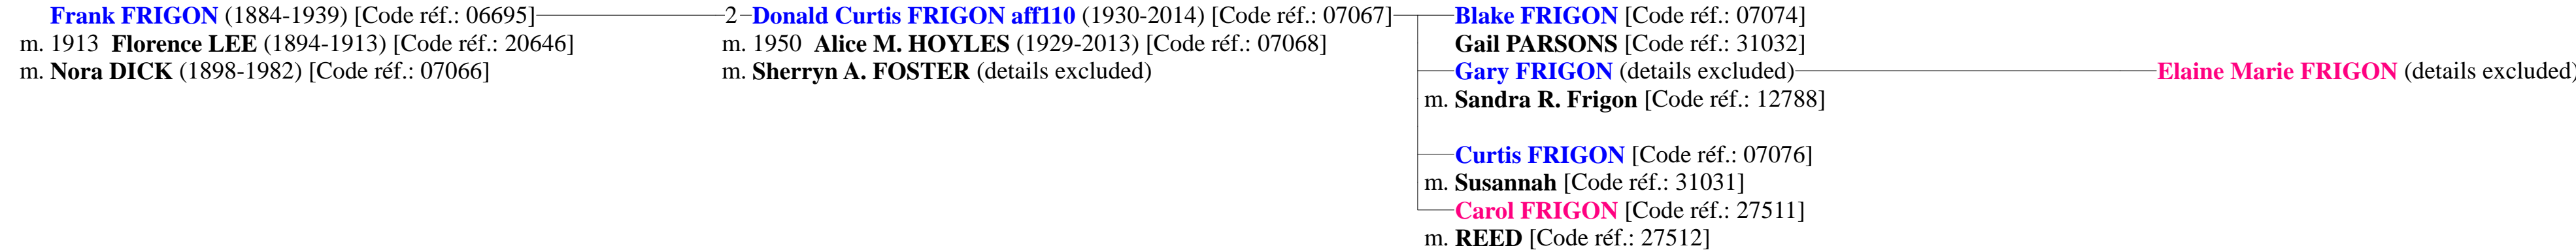 Frank FRIGON (1884-1939) [Code réf.: 06695] 2 Donald Curtis FRIGON aff110 (1930-2014) [Code réf.: 07067] Blake FRIGON [Code réf.: 07074]
m. 1913 Florence LEE (1894-1913) [Code réf.: 20646] m. 1950 Alice M. HOYLES (1929-2013) [Code réf.: 07068] Gail PARSONS [Code réf.: 31032]
m. Nora DICK (1898-1982) [Code réf.: 07066] m. Sherryn A. FOSTER (details excluded) Gary FRIGON (details excluded) Elaine Marie FRIGON (details excluded)
m. Sandra R. Frigon [Code réf.: 12788]
Curtis FRIGON [Code réf.: 07076]
m. Susannah [Code réf.: 31031]
Carol FRIGON [Code réf.: 27511]
m. REED [Code réf.: 27512]